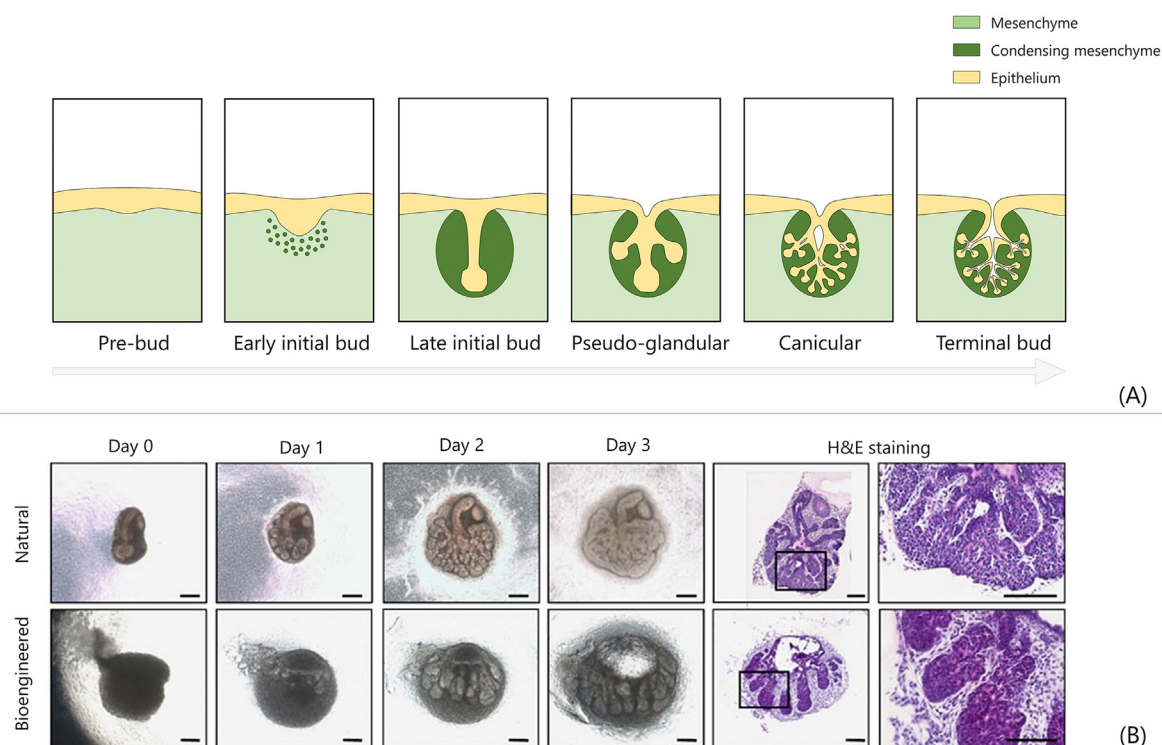 Mesenchyme
Condensing mesenchyme
Epithelium
Pre-bud
Early initial bud
Late initial bud
Pseudo-glandular
Canicular
Terminal bud
(A)
Day 0
Day 1
Day 2
Day 3
H&E staining
Natural
Bioengineered
(B)